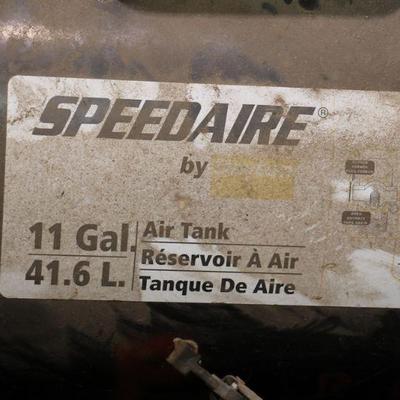 SPEEDAIRE®
by
11 Gal.
41.6 L.
Air Tank
Réservoir À Air
Tanque De Aire